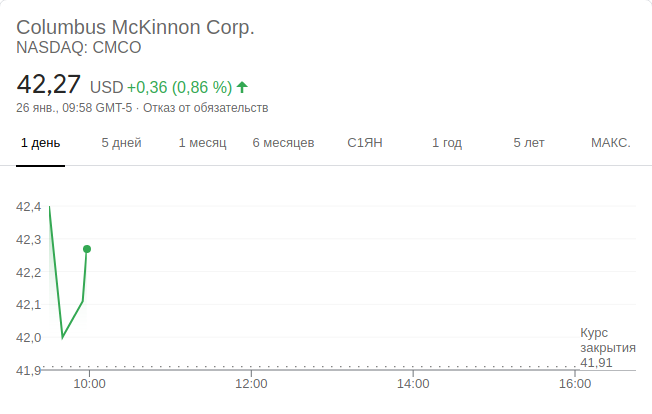 Columbus McKinnon Corp.
NASDAQ: CMCO
42,27 USD +0,36 (0,86 %)
26 янв., 09:58 GMT-5 · Отказ от обязательств
1 день 5 дней 1 месяц 6 месяцев С1ЯН 1 год 5 лет МАКС.
42,4
42,3
42,2
42,1
42,0
41,9
Курс
закрытия
41,91
10:00 12:00 14:00 16:00